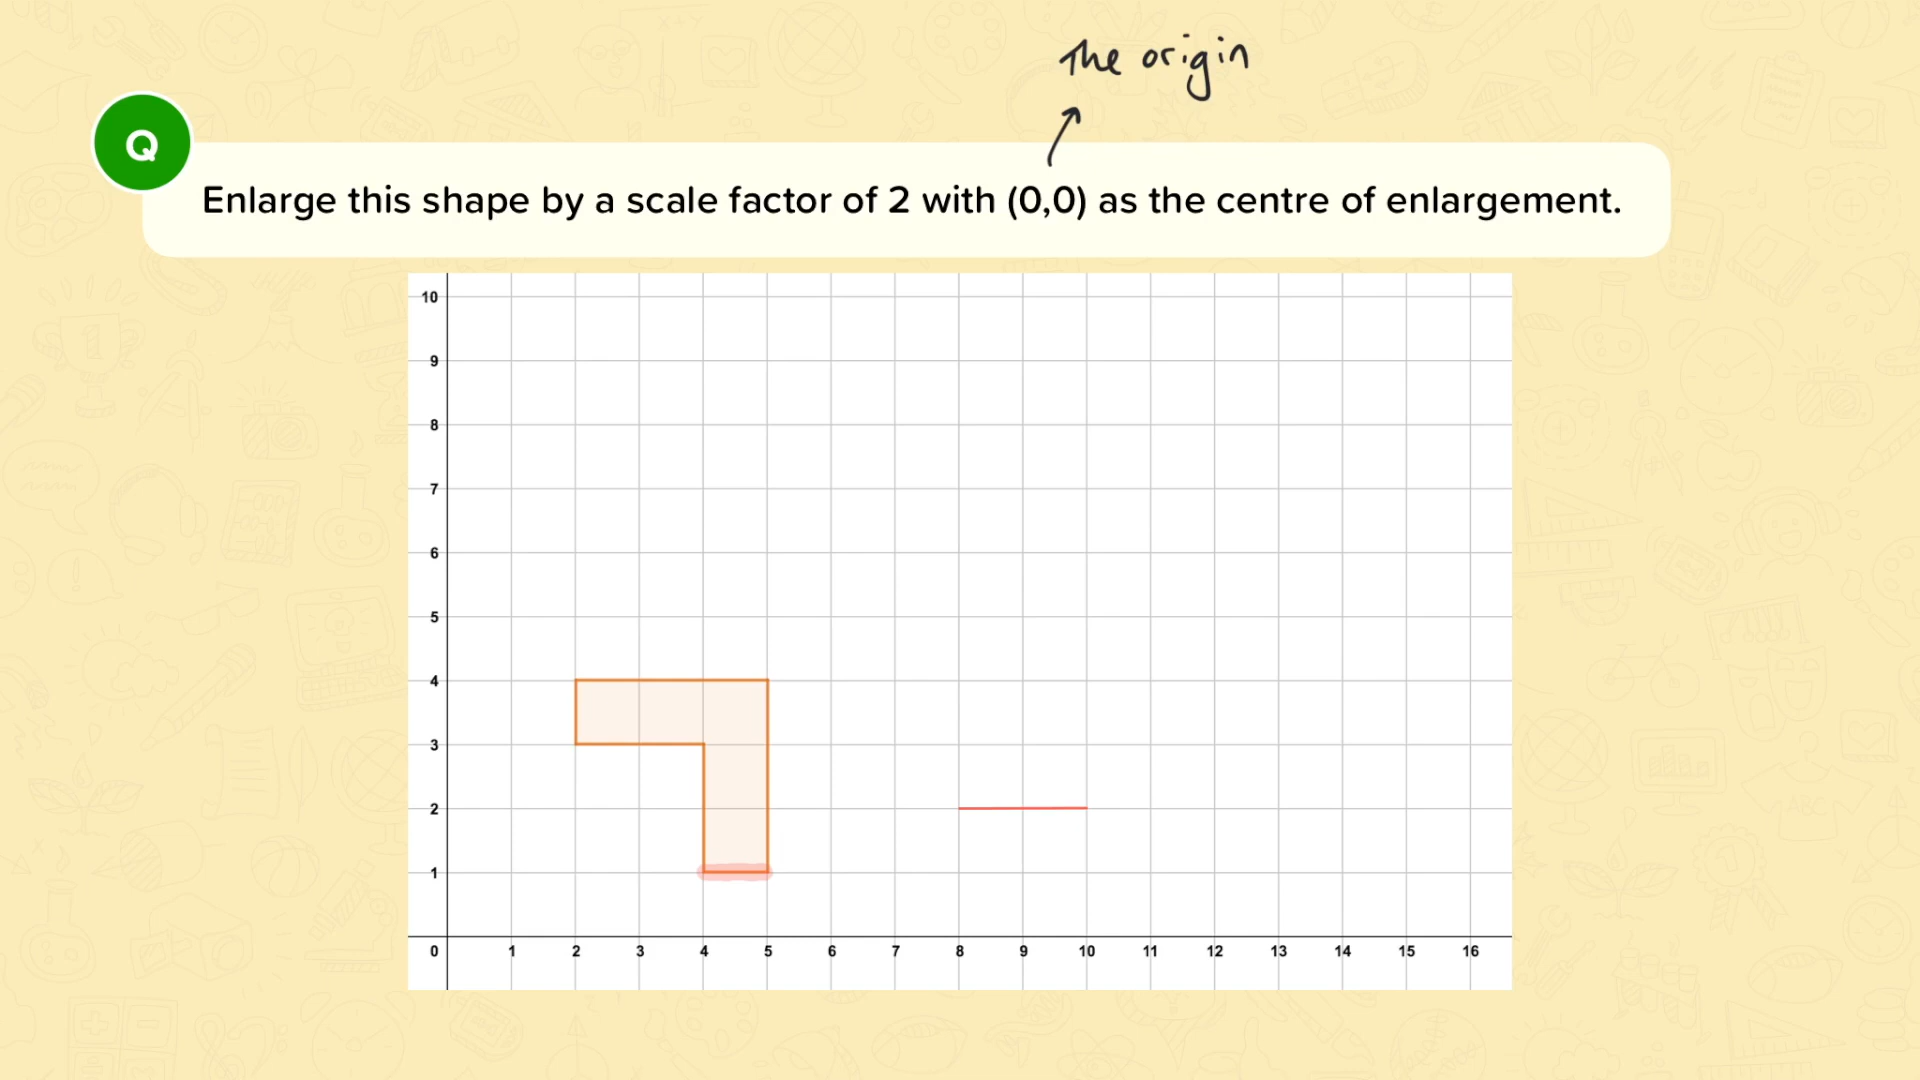 the origin
Q
Enlarge this shape by a scale factor of 2 with (0,0) as the centre of enlargement.
10
9
8
7
6
5
4
3
2
1
0 1 2 3 4 5 6 7 8 9 10 11 12 13 14 15 16